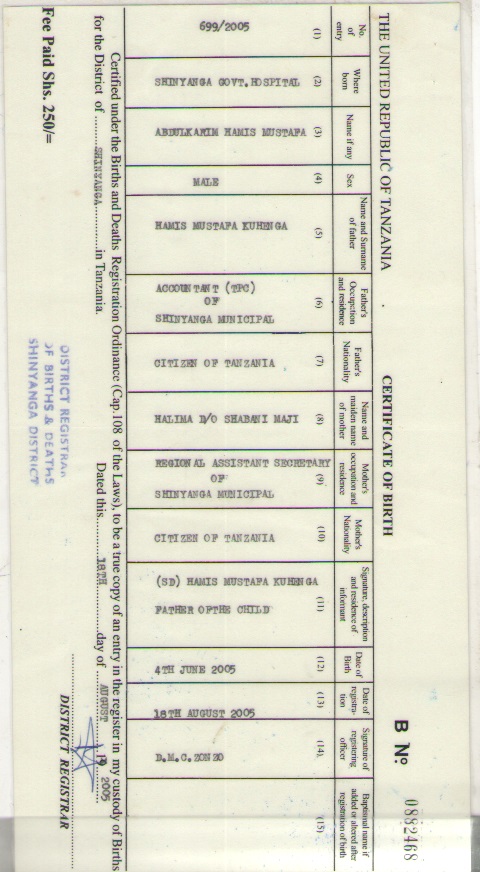 THE UNITED REPUBLIC OF TANZANIA
CERTIFICATE OF BIRTH
B No. 0882468
No. of entry
Where born
Name if any
Sex
Name and Surname of father
Father's Occupation and residence
Father's Nationality
Name and maiden name of mother
Mother's occupation and residence
Mother's Nationality
Signature, description and residence of informant
Date of Birth
Date of registra-tion
Signature of registering officer
Baptismal name if added or altered after registration of birth
(1) (2) (3) (4) (5) (6) (7) (8) (9) (10) (11) (12) (13) (14) (15)
699/2005
SHINYANGA GOVT.HOSPITAL
ABDULKARIM HAMIS MUSTAFA
MALE
HAMIS MUSTAFA KUHENGA
ACCOUNTANT (TPC)
OF
SHINYANGA MUNICIPAL
CITIZEN OF TANZANIA
HALIMA D/O SHABANI MAJI
REGIONAL ASSISTANT SECRETARY
OF
SHINYANGA MUNICIPAL
CITIZEN OF TANZANIA
(SD) HAMIS MUSTAFA KUHENGA
FATHER OFTHE CHILD
4TH JUNE 2005
18TH AUGUST 2005
D.M.C.ZONZO
Certified under the Births and Deaths Registration Ordinance (Cap.108 of the Laws), to be a true copy of an entry in the register in my custody of Births
for the District of ..........SHINYANGA..........in Tanzania. Dated this..........18TH..........day of AUGUST 19 2005
DISTRICT REGISTRAR
Fee Paid Shs. 250/=
DISTRICT REGISTRAR
OF BIRTHS & DEATHS
SHINYANGA DISTRICT